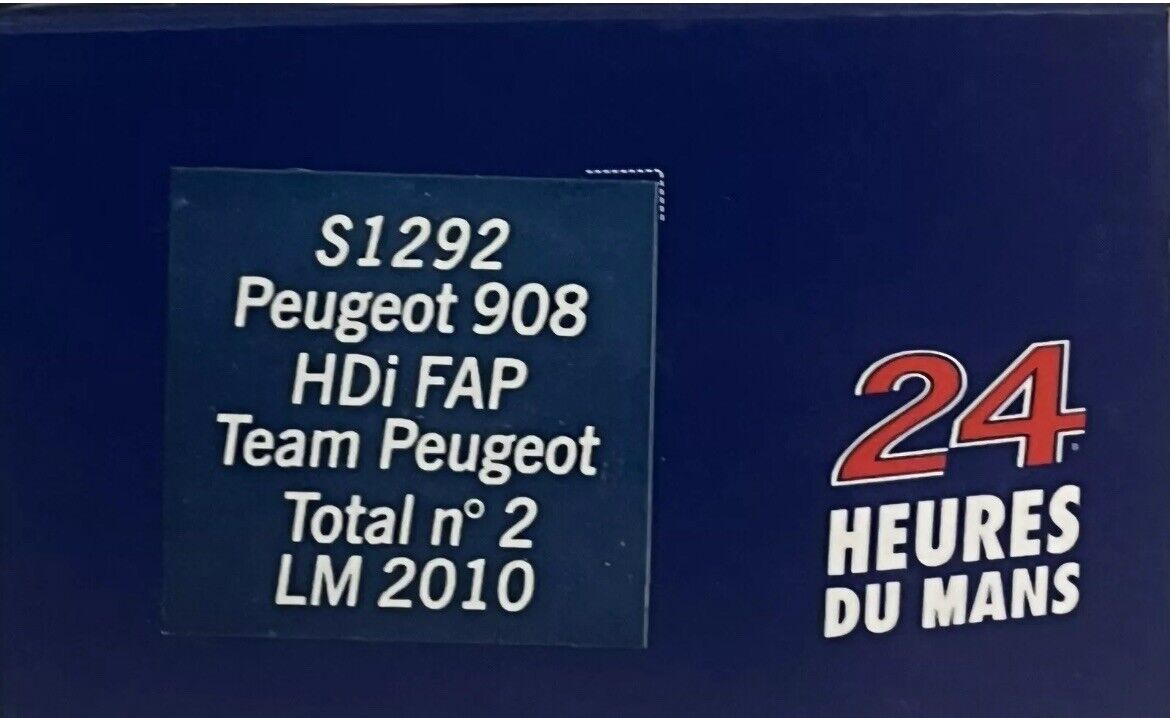 S1292
Peugeot 908
HDi FAP
Team Peugeot
Total n° 2
LM 2010
24
HEURES
DU MANS